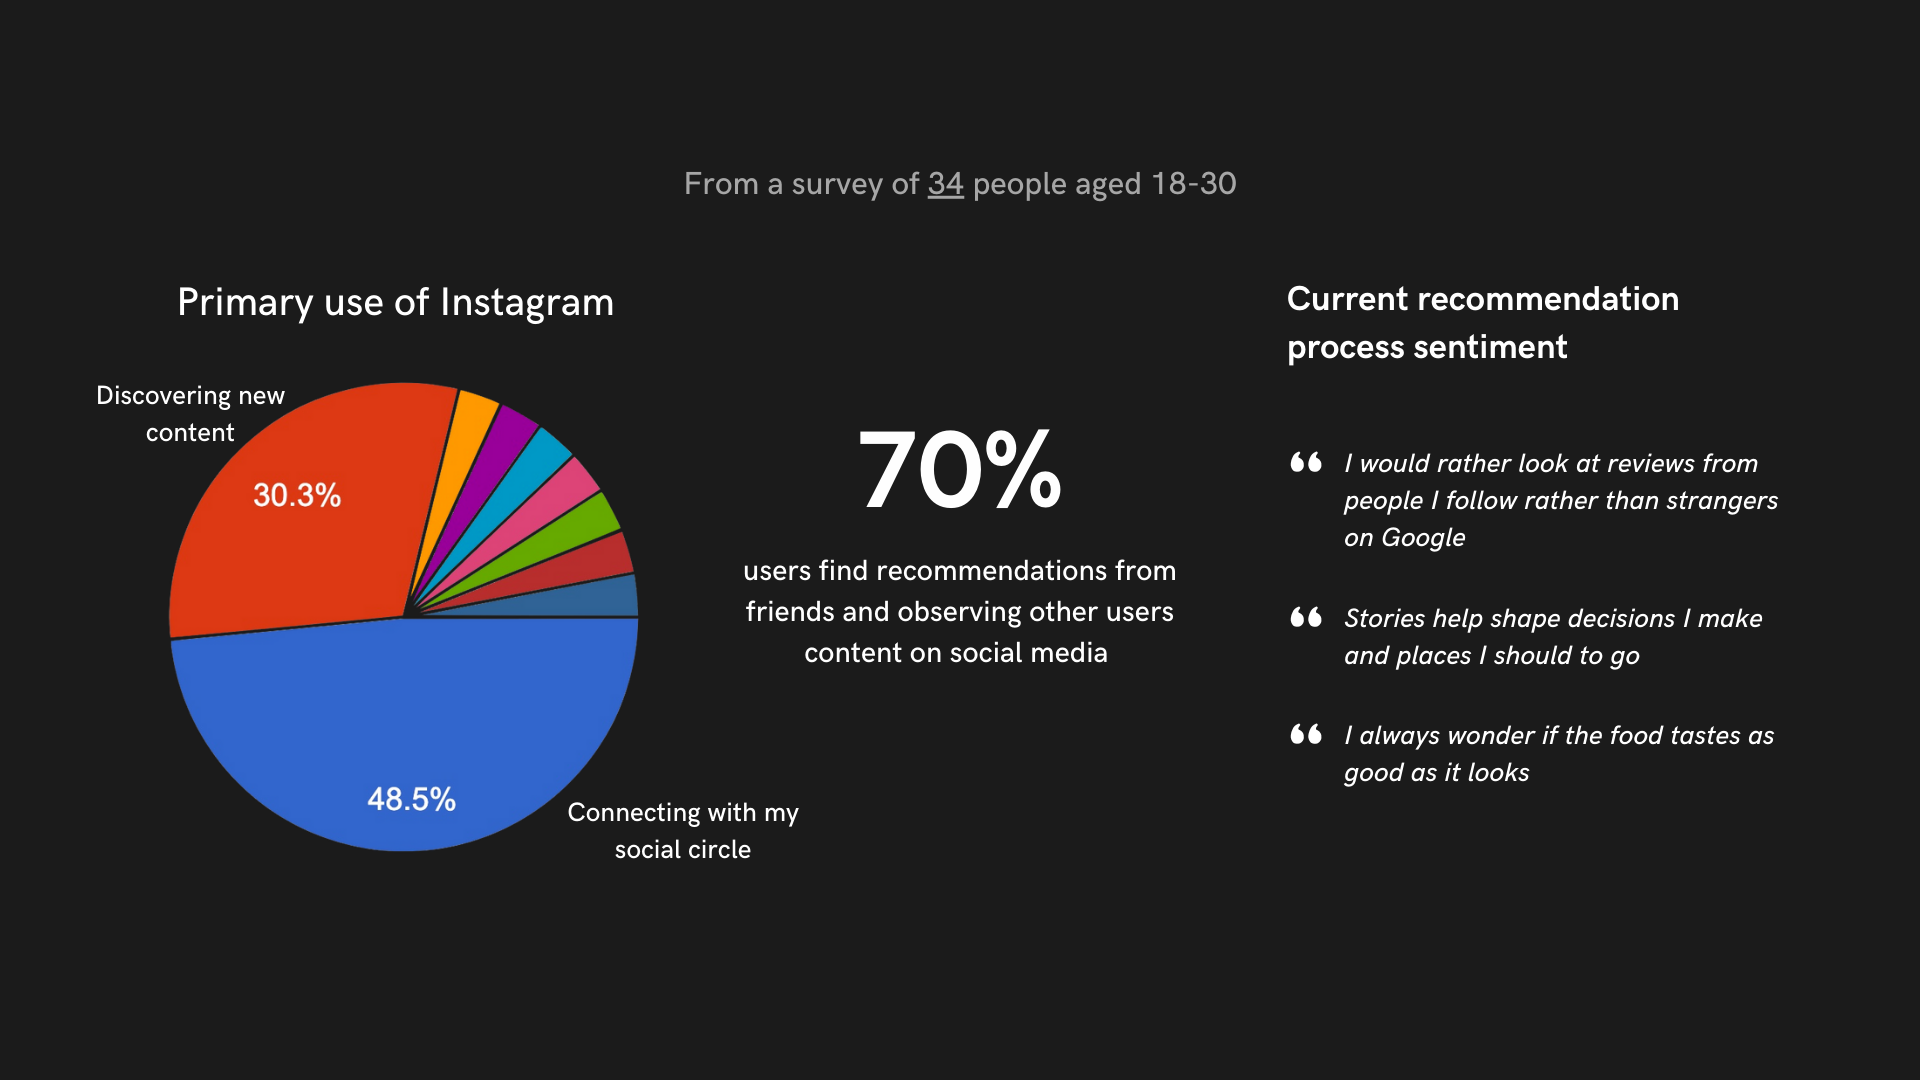 From a survey of 34 people aged 18-30
Primary use of Instagram
Discovering new
content
30.3%
48.5%
Connecting with my
social circle
70%
users find recommendations from
friends and observing other users
content on social media
Current recommendation
process sentiment
“ I would rather look at reviews from
people I follow rather than strangers
on Google
“ Stories help shape decisions I make
and places I should to go
“ I always wonder if the food tastes as
good as it looks